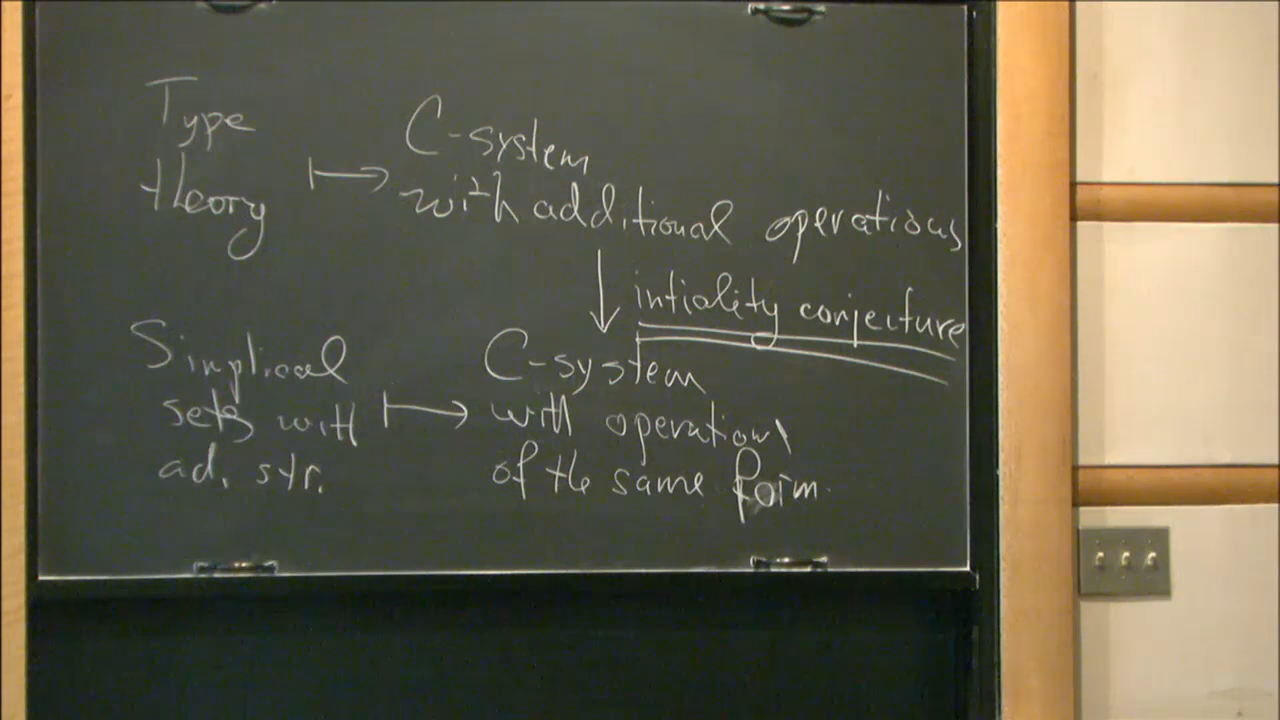 Type
theory ↦ C-system
with additional operations
↓ intiality conjecture
Simplical
sets with
ad. str. ↦ C-system
with operations
of the same form.